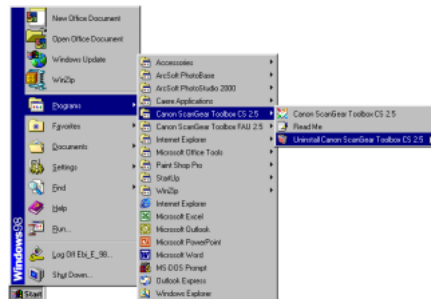 New Office Document
Open Office Document
Windows Update
WinZip
Programs
Favorites
Documents
Settings
Find
Help
Run...
Log Off Ebi_E_98...
Shut Down...
Windows98
Start
Accessories
ArcSoft PhotoBase
ArcSoft PhotoStudio 2000
Caere Applications
Canon ScanGear Toolbox CS 2.5
Canon ScanGear Toolbox FAU 2.5
Internet Explorer
Microsoft Office Tools
Paint Shop Pro
StartUp
WinZip
Internet Explorer
Microsoft Excel
Microsoft Outlook
Microsoft PowerPoint
Microsoft Word
MS-DOS Prompt
Outlook Express
Windows Explorer
Canon ScanGear Toolbox CS 2.5
Read Me
Uninstall Canon ScanGear Toolbox CS 2.5